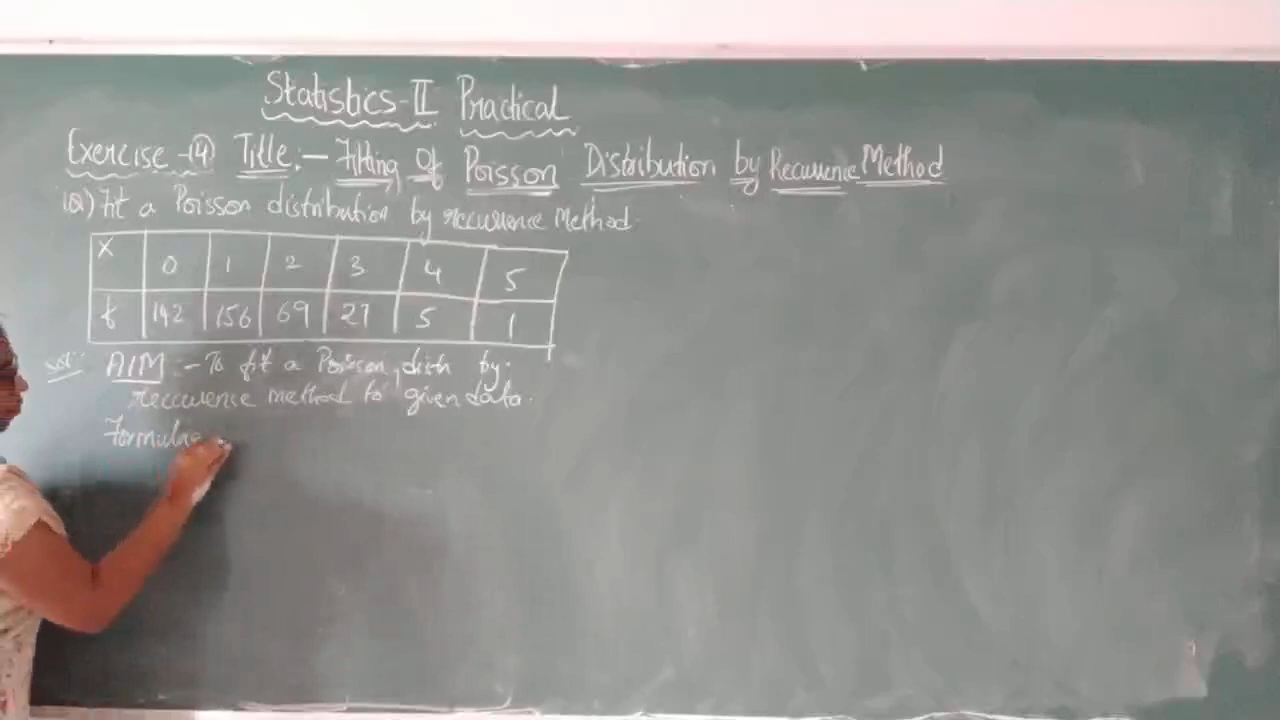 Statistics-II Practical
Exercise-(4) Title:- Fitting Of Poisson Distribution by Recurrence Method
(Q) Fit a Poisson distribution by recurrence Method.
X 0 1 2 3 4 5
f 142 156 69 27 5 1
Sol: AIM:- To fit a Poisson distn by
recurrence method to given data.
Formulae